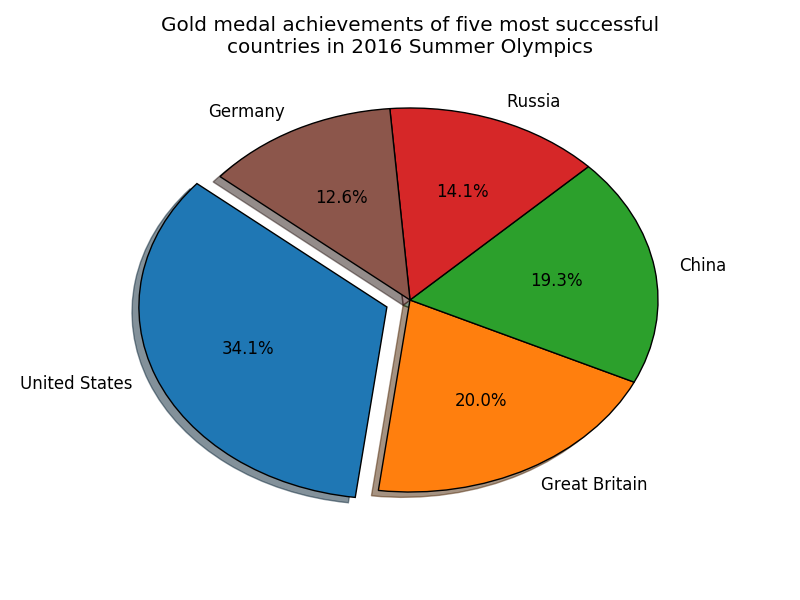 Gold medal achievements of five most successful
countries in 2016 Summer Olympics
Russia
Germany
12.6%
14.1%
China
19.3%
34.1%
United States
20.0%
Great Britain